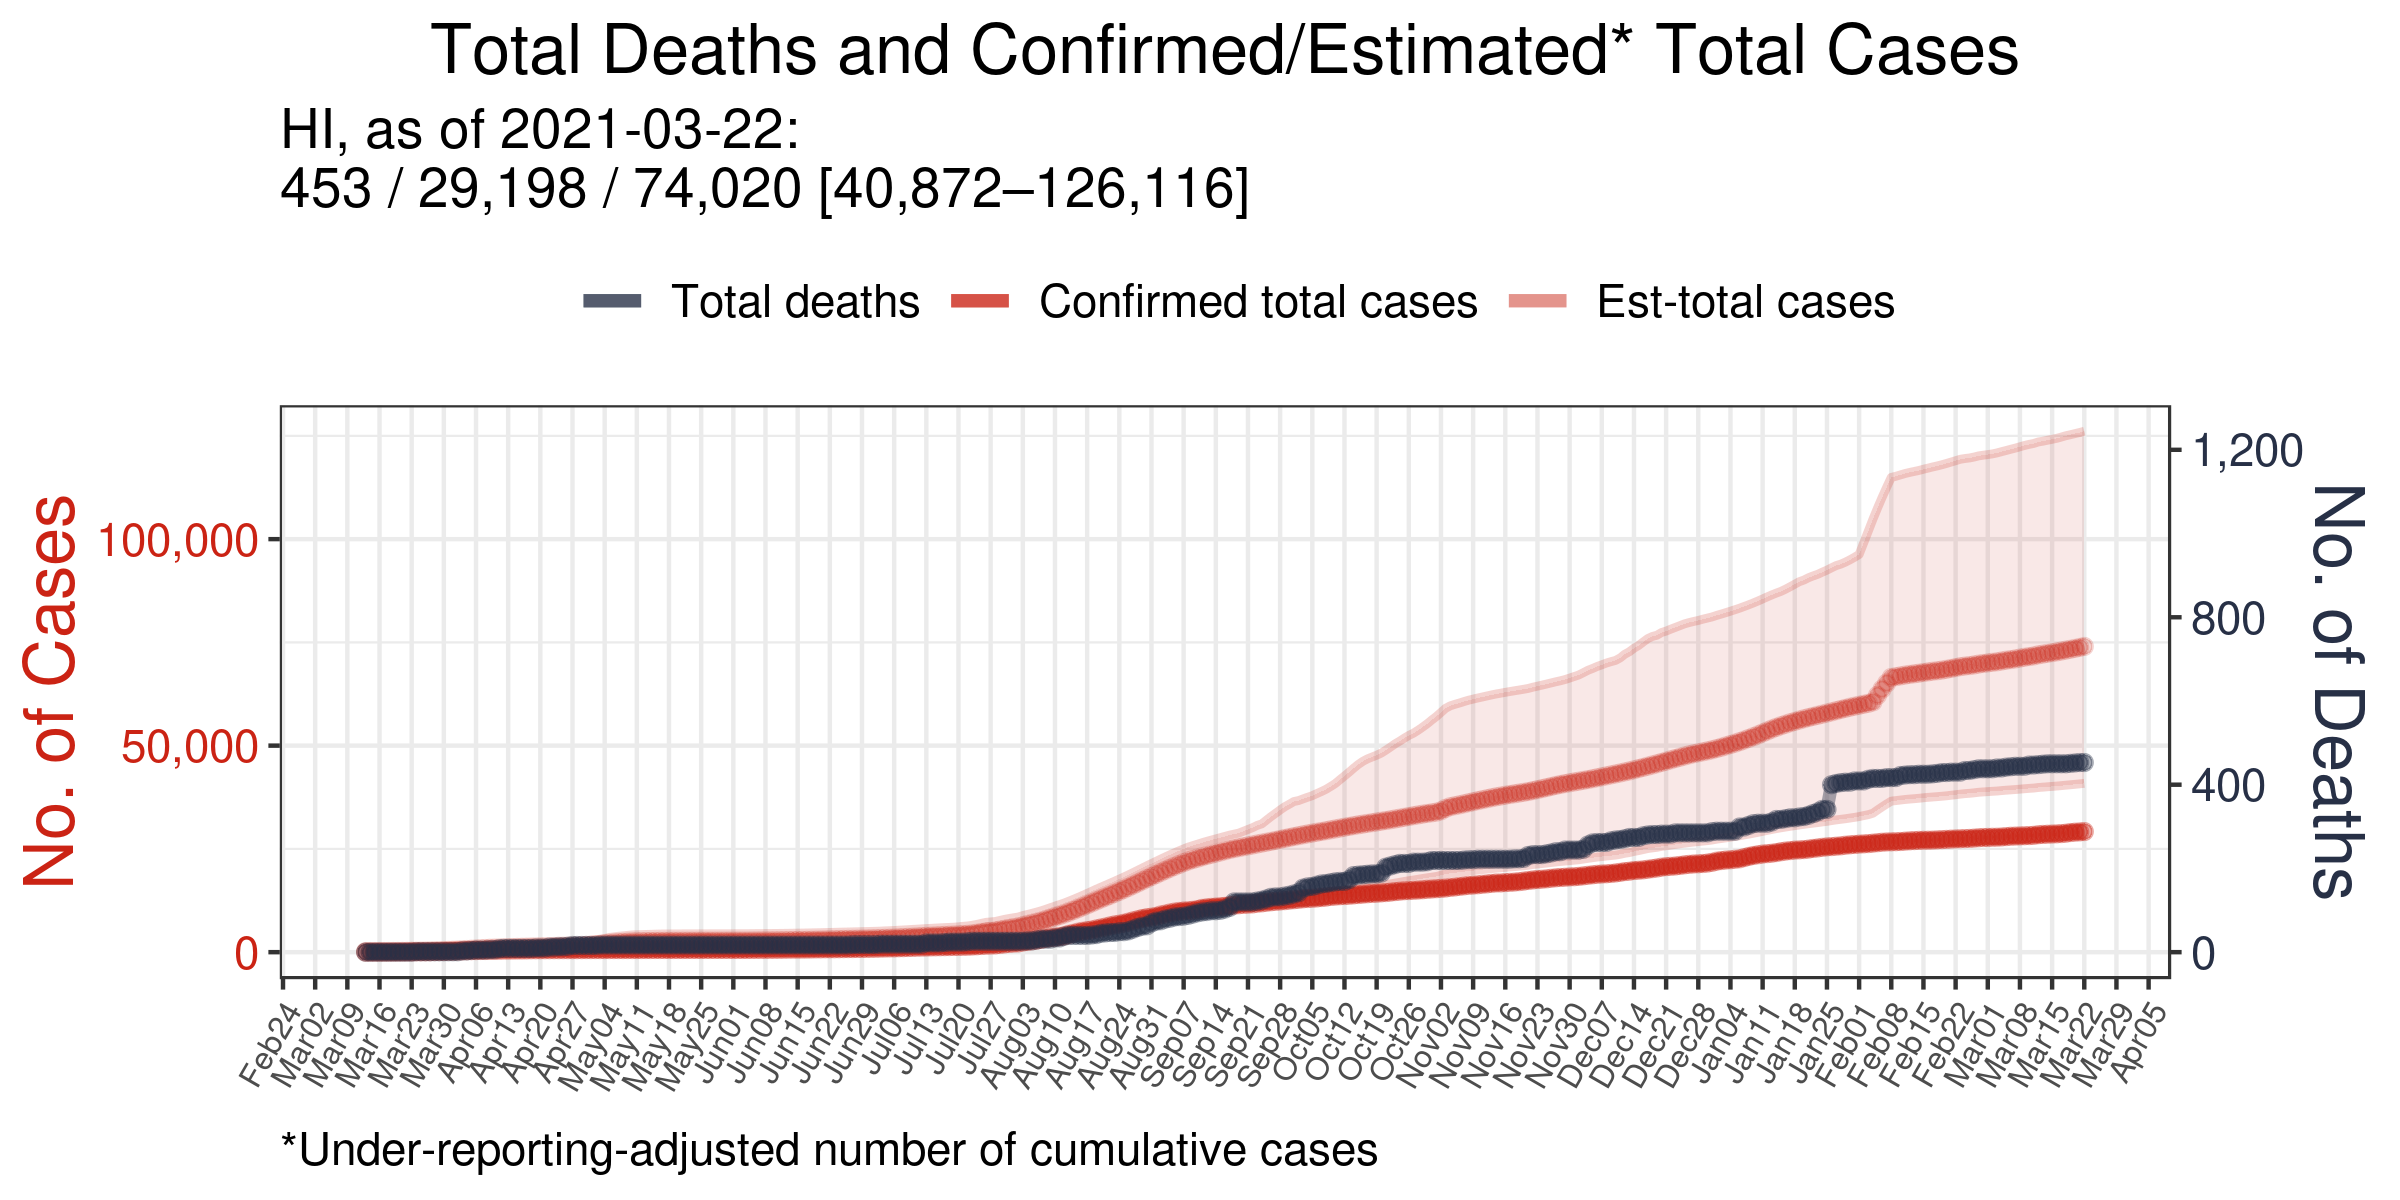 Total Deaths and Confirmed/Estimated* Total Cases
HI, as of 2021-03-22:
453 / 29,198 / 74,020 [40,872–126,116]
Total deaths
Confirmed total cases
Est-total cases
No. of Cases
100,000
50,000
0
1,200
800
400
0
No. of Deaths
Feb24
Mar02
Mar09
Mar16
Mar23
Mar30
Apr06
Apr13
Apr20
Apr27
May04
May11
May18
May25
Jun01
Jun08
Jun15
Jun22
Jun29
Jul06
Jul13
Jul20
Jul27
Aug03
Aug10
Aug17
Aug24
Aug31
Sep07
Sep14
Sep21
Sep28
Oct05
Oct12
Oct19
Oct26
Nov02
Nov09
Nov16
Nov23
Nov30
Dec07
Dec14
Dec21
Dec28
Jan04
Jan11
Jan18
Jan25
Feb01
Feb08
Feb15
Feb22
Mar01
Mar08
Mar15
Mar22
Mar29
Apr05
*Under-reporting-adjusted number of cumulative cases